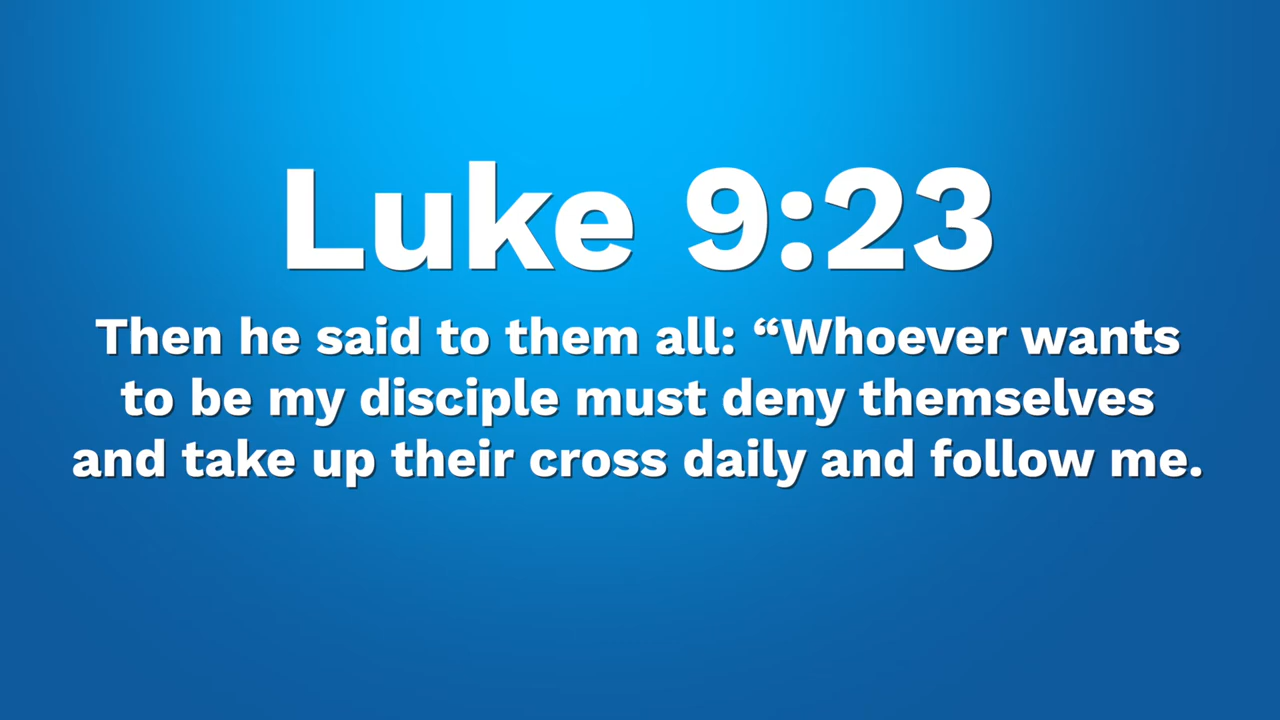 Luke 9:23
Then he said to them all: “Whoever wants
to be my disciple must deny themselves
and take up their cross daily and follow me.